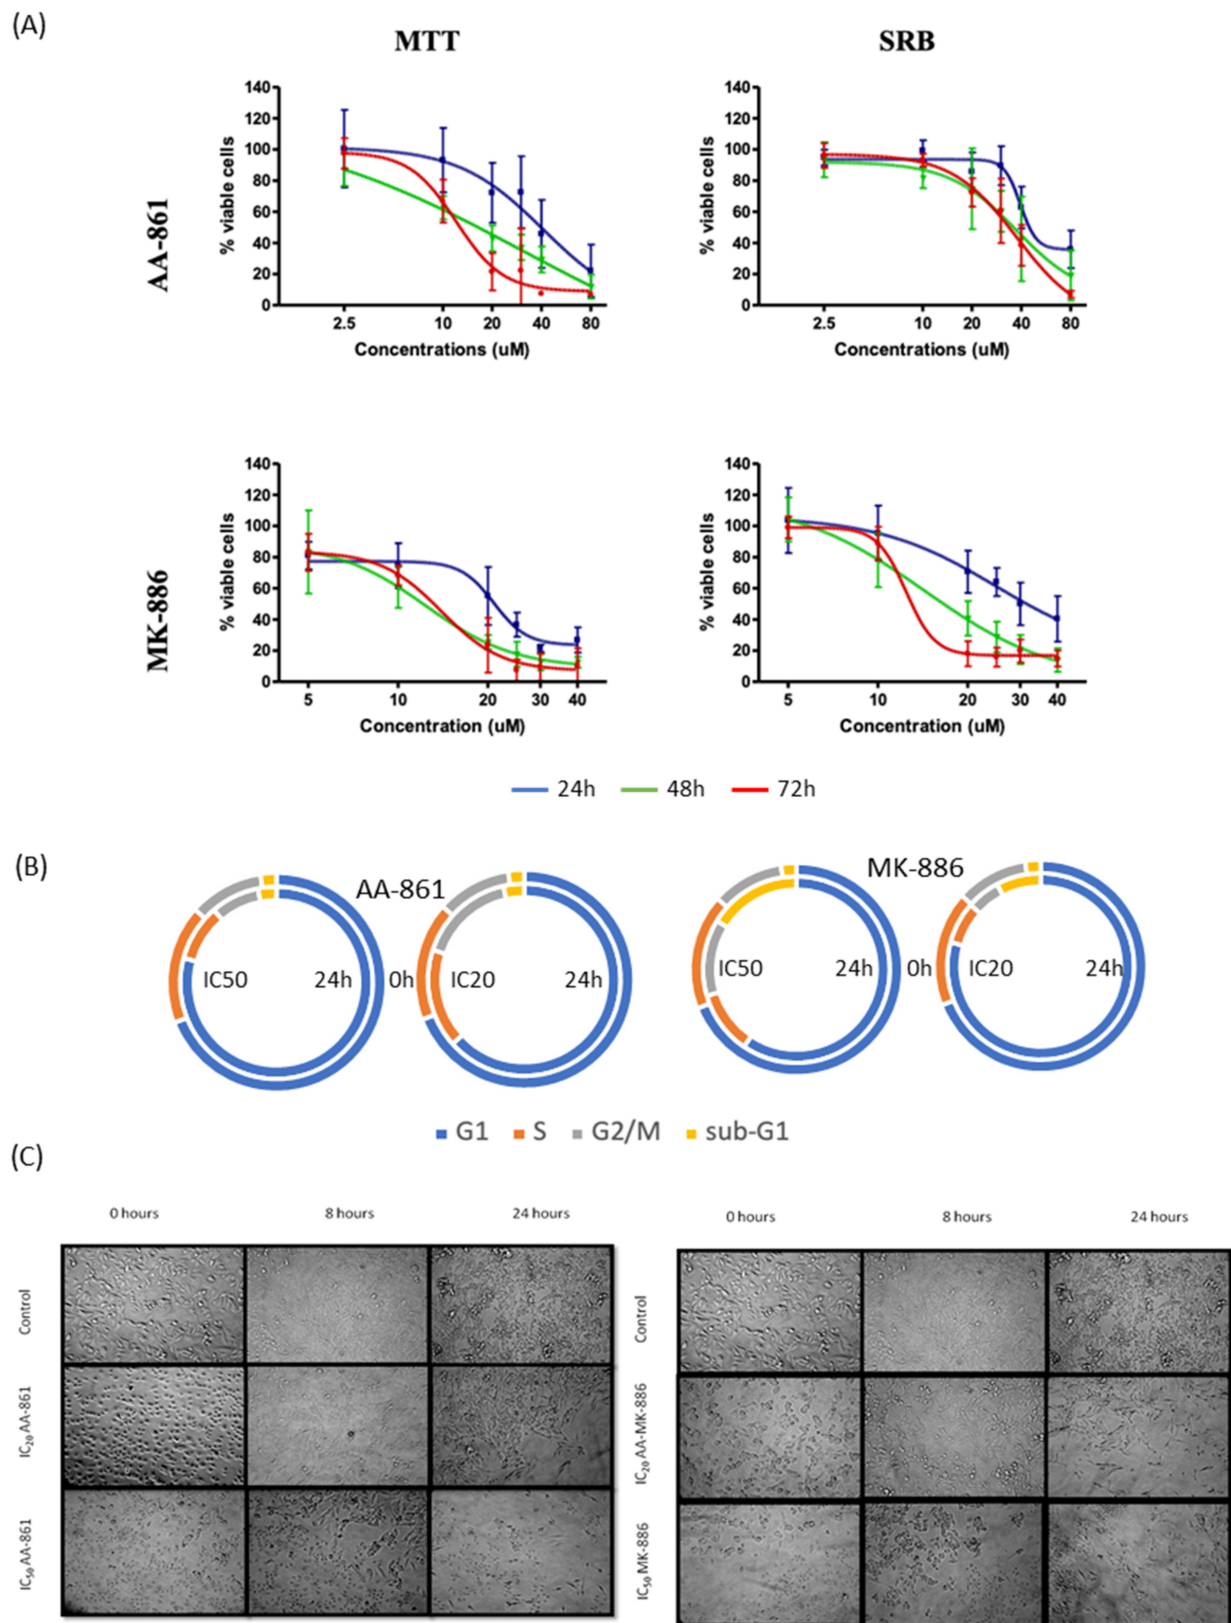 (A)
MTT
SRB
AA-861
% viable cells
140
120
100
80
60
40
20
0
2.5
10
20
40
80
Concentrations (uM)
% viable cells
140
120
100
80
60
40
20
0
2.5
10
20
40
80
Concentrations (uM)
MK-886
% viable cells
140
120
100
80
60
40
20
0
5
10
20
30
40
Concentration (uM)
% viable cells
140
120
100
80
60
40
20
0
5
10
20
30
40
Concentration (uM)
24h 48h 72h
(B)
AA-861
MK-886
IC50 24h 0h IC20 24h
IC50 24h 0h IC20 24h
G1 S G2/M sub-G1
(C)
0 hours 8 hours 24 hours
0 hours 8 hours 24 hours
Control
IC20 AA-861
IC50 AA-861
Control
IC20 AA-MK-886
IC50 MK-886